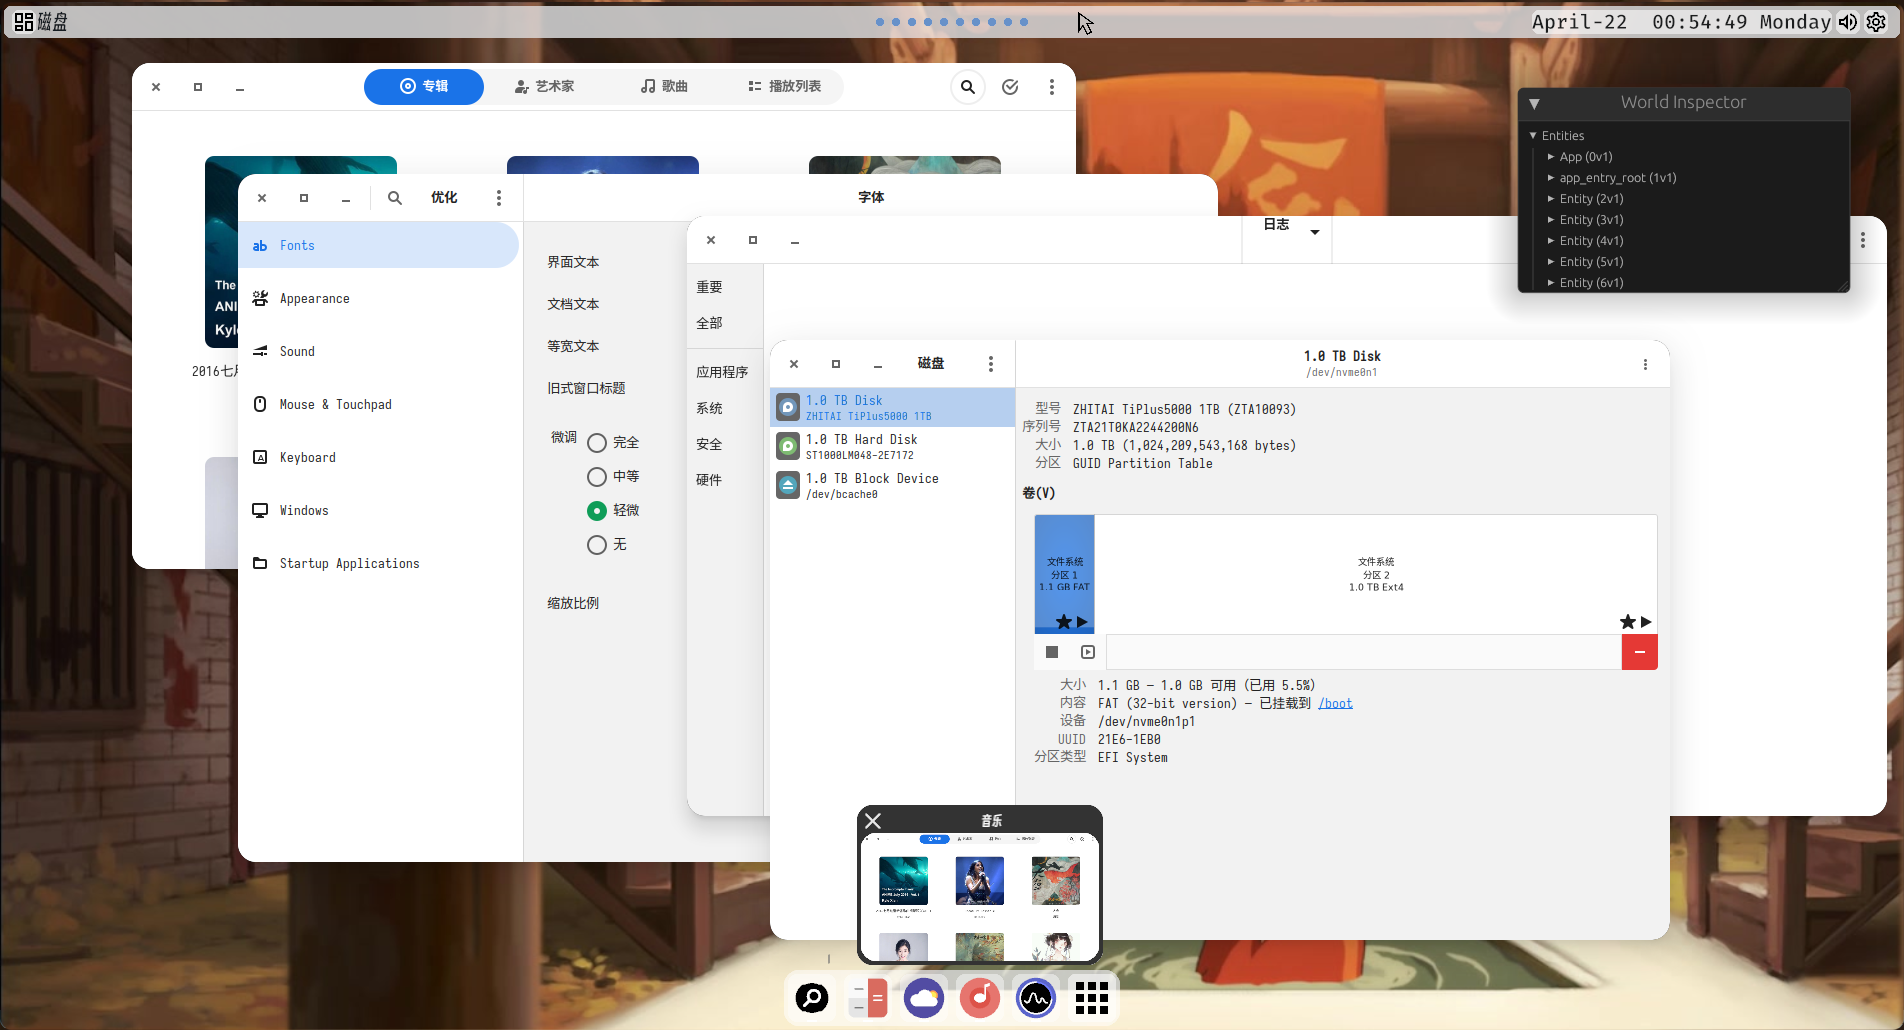 磁盘
April-22 00:54:49 Monday
专辑
艺术家
歌曲
播放列表
The
ANI
Kyl
2016七
优化
字体
Fonts
Appearance
Sound
Mouse & Touchpad
Keyboard
Windows
Startup Applications
界面文本
文档文本
等宽文本
旧式窗口标题
微调
完全
中等
轻微
无
缩放比例
日志
重要
全部
应用程序
系统
安全
硬件
World Inspector
Entities
App (0v1)
app_entry_root (1v1)
Entity (2v1)
Entity (3v1)
Entity (4v1)
Entity (5v1)
Entity (6v1)
磁盘
1.0 TB Disk
/dev/nvme0n1
1.0 TB Disk
ZHITAI TiPlus5000 1TB
1.0 TB Hard Disk
ST1000LM048-2E7172
1.0 TB Block Device
/dev/bcache0
型号 ZHITAI TiPlus5000 1TB (ZTA10093)
序列号 ZTA21T0KA2244200N6
大小 1.0 TB (1,024,209,543,168 bytes)
分区 GUID Partition Table
卷(V)
文件系统
分区 1
1.1 GB FAT
文件系统
分区 2
1.0 TB Ext4
大小 1.1 GB — 1.0 GB 可用 (已用 5.5%)
内容 FAT (32-bit version) — 已挂载到 /boot
设备 /dev/nvme0n1p1
UUID 21E6-1EB0
分区类型 EFI System
音乐